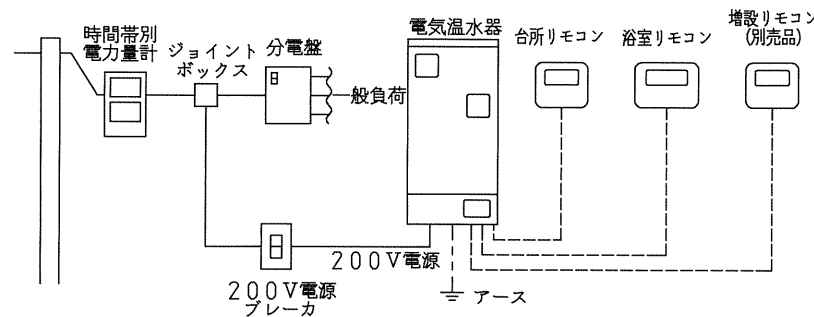 時間帯別
電力量計
ジョイント
ボックス
分電盤
一般負荷
電気温水器
台所リモコン
浴室リモコン
増設リモコン
(別売品)
200V電源
200V電源
ブレーカ
アース